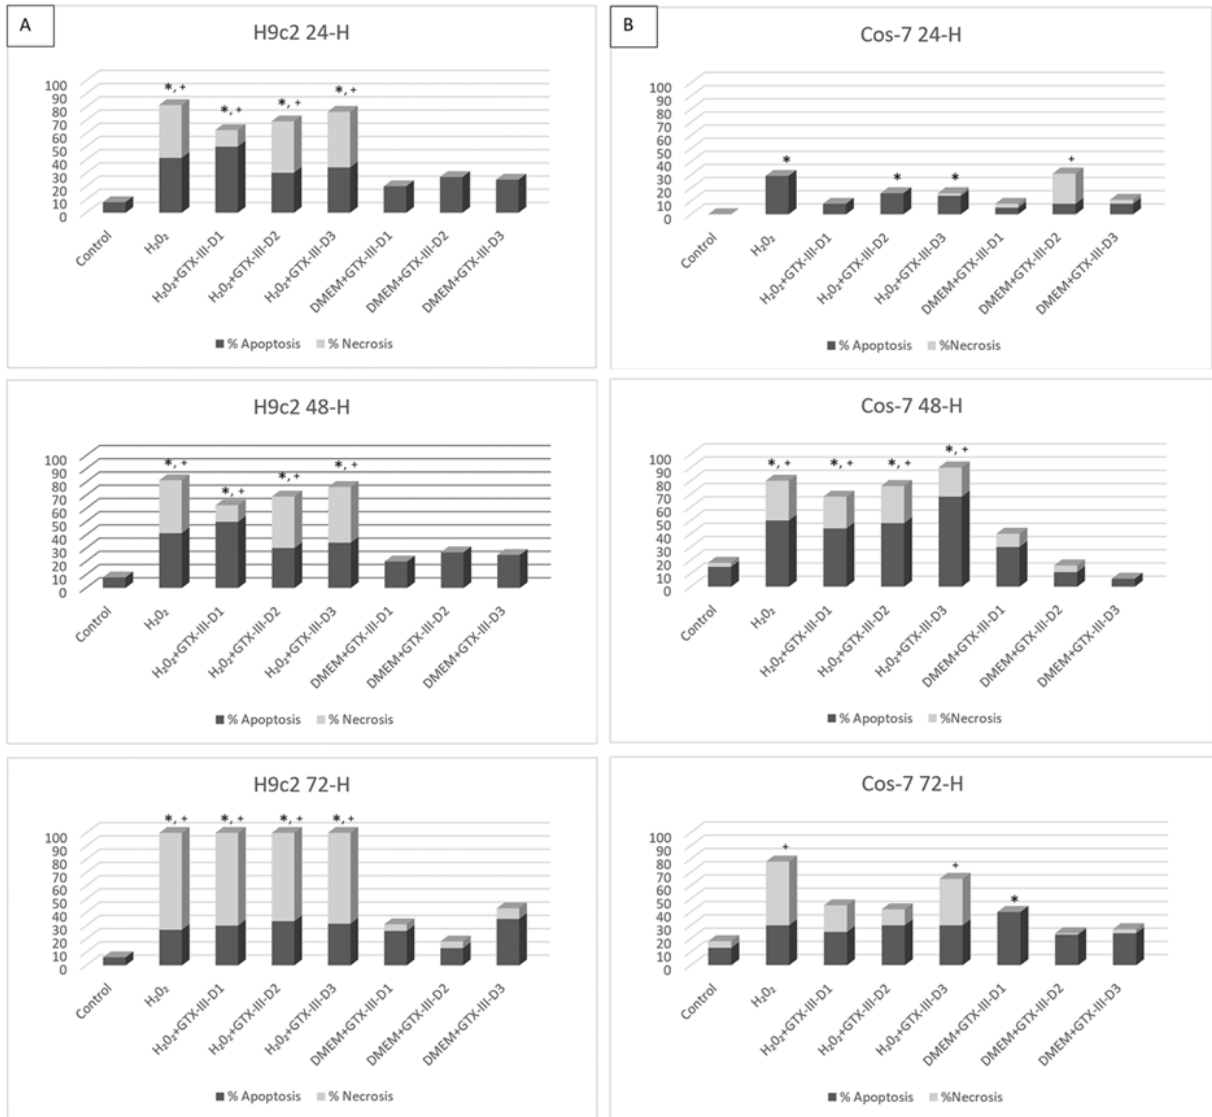 A
H9c2 24-H
100
90
80
70
60
50
40
30
20
10
0
*, +
*, +
*, +
*, +
Control
H₂O₂
H₂O₂+GTX-III-D1
H₂O₂+GTX-III-D2
H₂O₂+GTX-III-D3
DMEM+GTX-III-D1
DMEM+GTX-III-D2
DMEM+GTX-III-D3
% Apoptosis % Necrosis
B
Cos-7 24-H
100
90
80
70
60
50
40
30
20
10
0
*
*
*
+
Control
H₂O₂
H₂O₂+GTX-III-D1
H₂O₂+GTX-III-D2
H₂O₂+GTX-III-D3
DMEM+GTX-III-D1
DMEM+GTX-III-D2
DMEM+GTX-III-D3
% Apoptosis %Necrosis
H9c2 48-H
100
90
80
70
60
50
40
30
20
10
0
*, +
*, +
*, +
*, +
Control
H₂O₂
H₂O₂+GTX-III-D1
H₂O₂+GTX-III-D2
H₂O₂+GTX-III-D3
DMEM+GTX-III-D1
DMEM+GTX-III-D2
DMEM+GTX-III-D3
% Apoptosis % Necrosis
Cos-7 48-H
100
90
80
70
60
50
40
30
20
10
0
*, +
*, +
*, +
*, +
Control
H₂O₂
H₂O₂+GTX-III-D1
H₂O₂+GTX-III-D2
H₂O₂+GTX-III-D3
DMEM+GTX-III-D1
DMEM+GTX-III-D2
DMEM+GTX-III-D3
% Apoptosis %Necrosis
H9c2 72-H
100
90
80
70
60
50
40
30
20
10
0
*, +
*, +
*, +
*, +
Control
H₂O₂
H₂O₂+GTX-III-D1
H₂O₂+GTX-III-D2
H₂O₂+GTX-III-D3
DMEM+GTX-III-D1
DMEM+GTX-III-D2
DMEM+GTX-III-D3
% Apoptosis % Necrosis
Cos-7 72-H
100
90
80
70
60
50
40
30
20
10
0
+
+
*
Control
H₂O₂
H₂O₂+GTX-III-D1
H₂O₂+GTX-III-D2
H₂O₂+GTX-III-D3
DMEM+GTX-III-D1
DMEM+GTX-III-D2
DMEM+GTX-III-D3
% Apoptosis %Necrosis